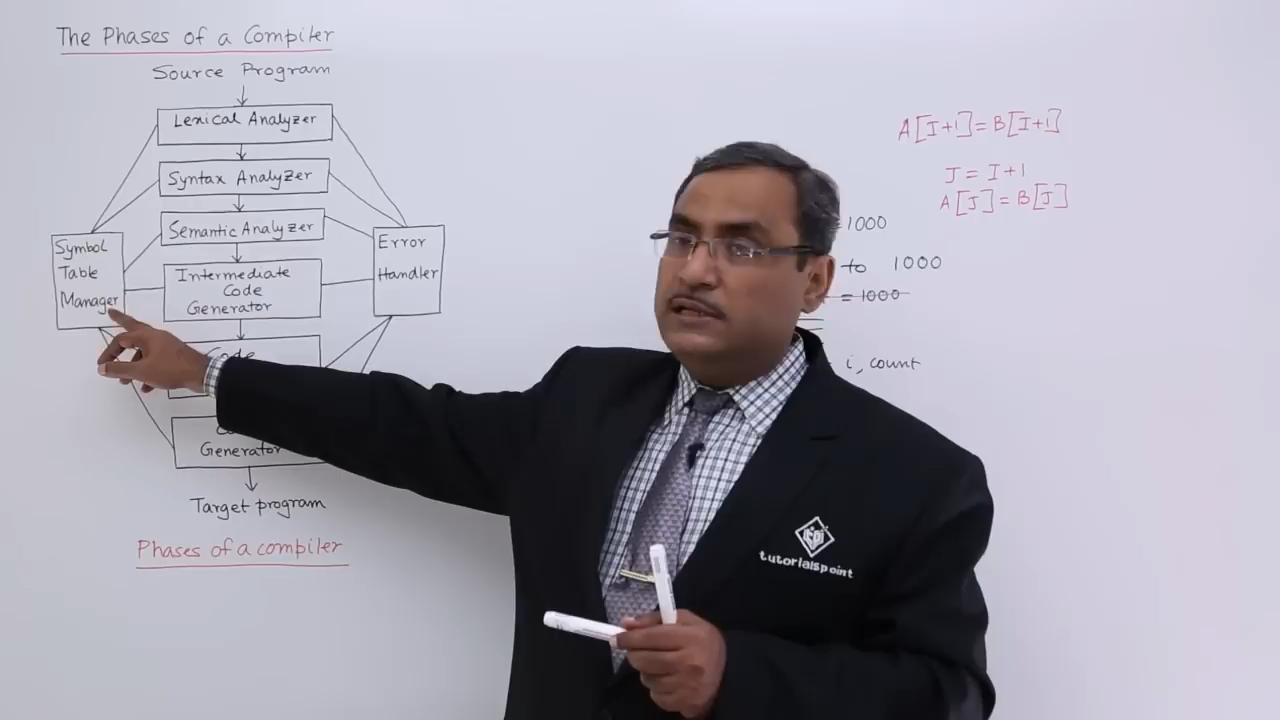 The Phases of a Compiler
Source Program
Lexical Analyzer
Syntax Analyzer
Semantic Analyzer
Symbol
Table
Manager
Intermediate
Code
Generator
Error
Handler
Code
Generator
Target program
Phases of a compiler
A[I+1]=B[I+1]
J = I+1
A[J]=B[J]
=1000
to 1000
= 1000
i, count
tutorialspoint